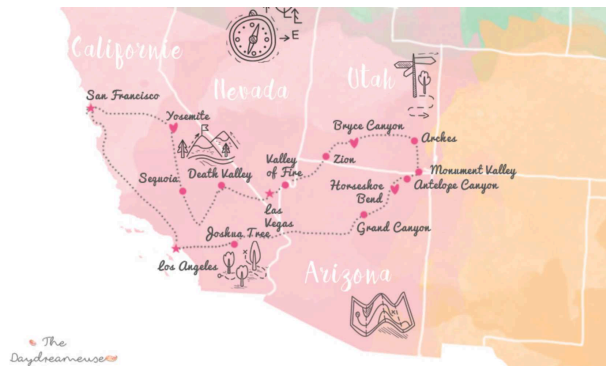 Californie
Nevada
Utah
E
San Francisco
Yosemite
Bryce Canyon
Arches
Zion
Valley
of Fire
Death Valley
Sequoia
Monument Valley
Antelope Canyon
Horseshoe
Bend
Las
Vegas
Grand Canyon
Joshua Tree
Los Angeles
Arizona
The
Daydreameuse